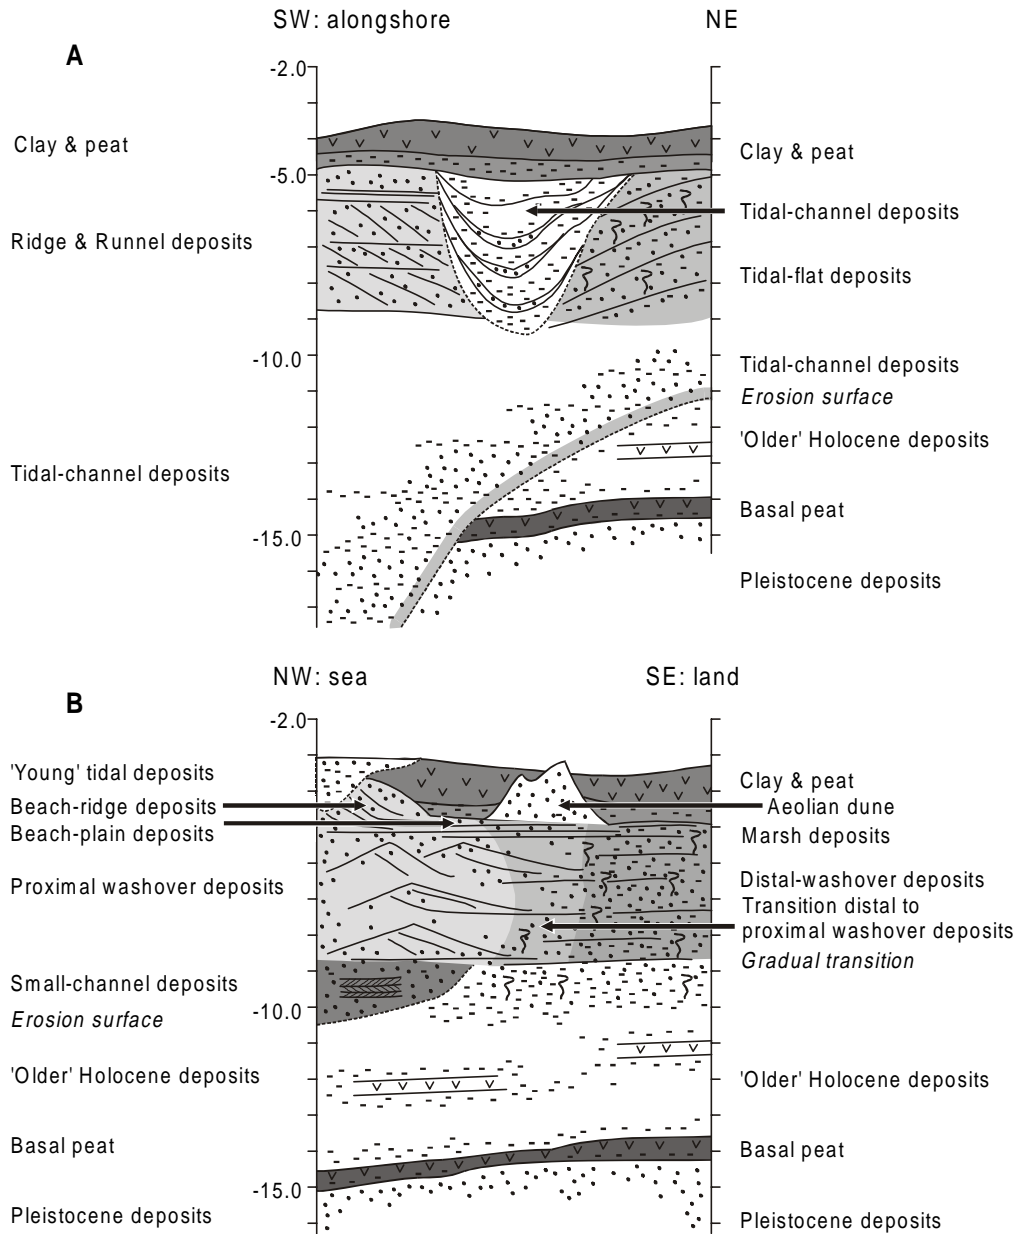 SW: alongshore
NE
A
-2.0
Clay & peat
Clay & peat
-5.0
Tidal-channel deposits
Ridge & Runnel deposits
Tidal-flat deposits
-10.0
Tidal-channel deposits
Erosion surface
'Older' Holocene deposits
Tidal-channel deposits
Basal peat
-15.0
Pleistocene deposits
NW: sea
SE: land
B
-2.0
'Young' tidal deposits
Clay & peat
Beach-ridge deposits
Aeolian dune
Beach-plain deposits
Marsh deposits
Proximal washover deposits
Distal-washover deposits
Transition distal to
proximal washover deposits
Gradual transition
Small-channel deposits
-10.0
Erosion surface
'Older' Holocene deposits
'Older' Holocene deposits
Basal peat
Basal peat
-15.0
Pleistocene deposits
Pleistocene deposits